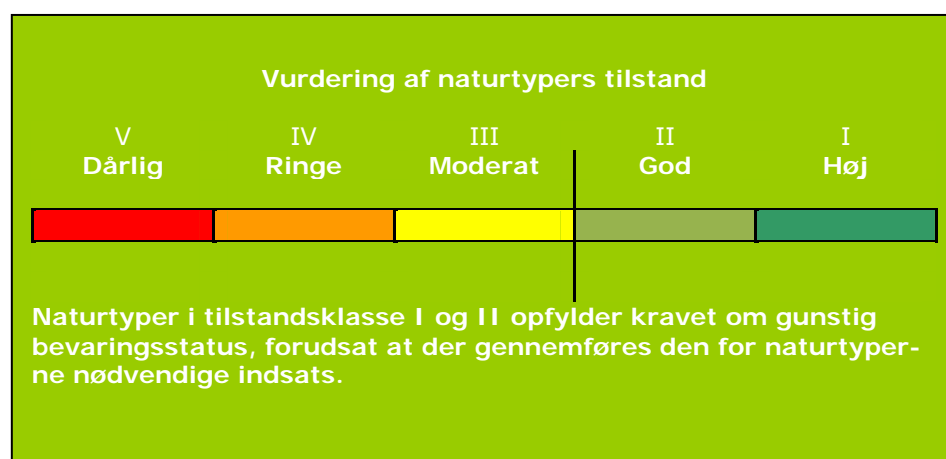 Vurdering af naturtypers tilstand
V IV III II I
Dårlig Ringe Moderat God Høj
Naturtyper i tilstandsklasse I og II opfylder kravet om gunstig
bevaringsstatus, forudsat at der gennemføres den for naturtyper-
ne nødvendige indsats.